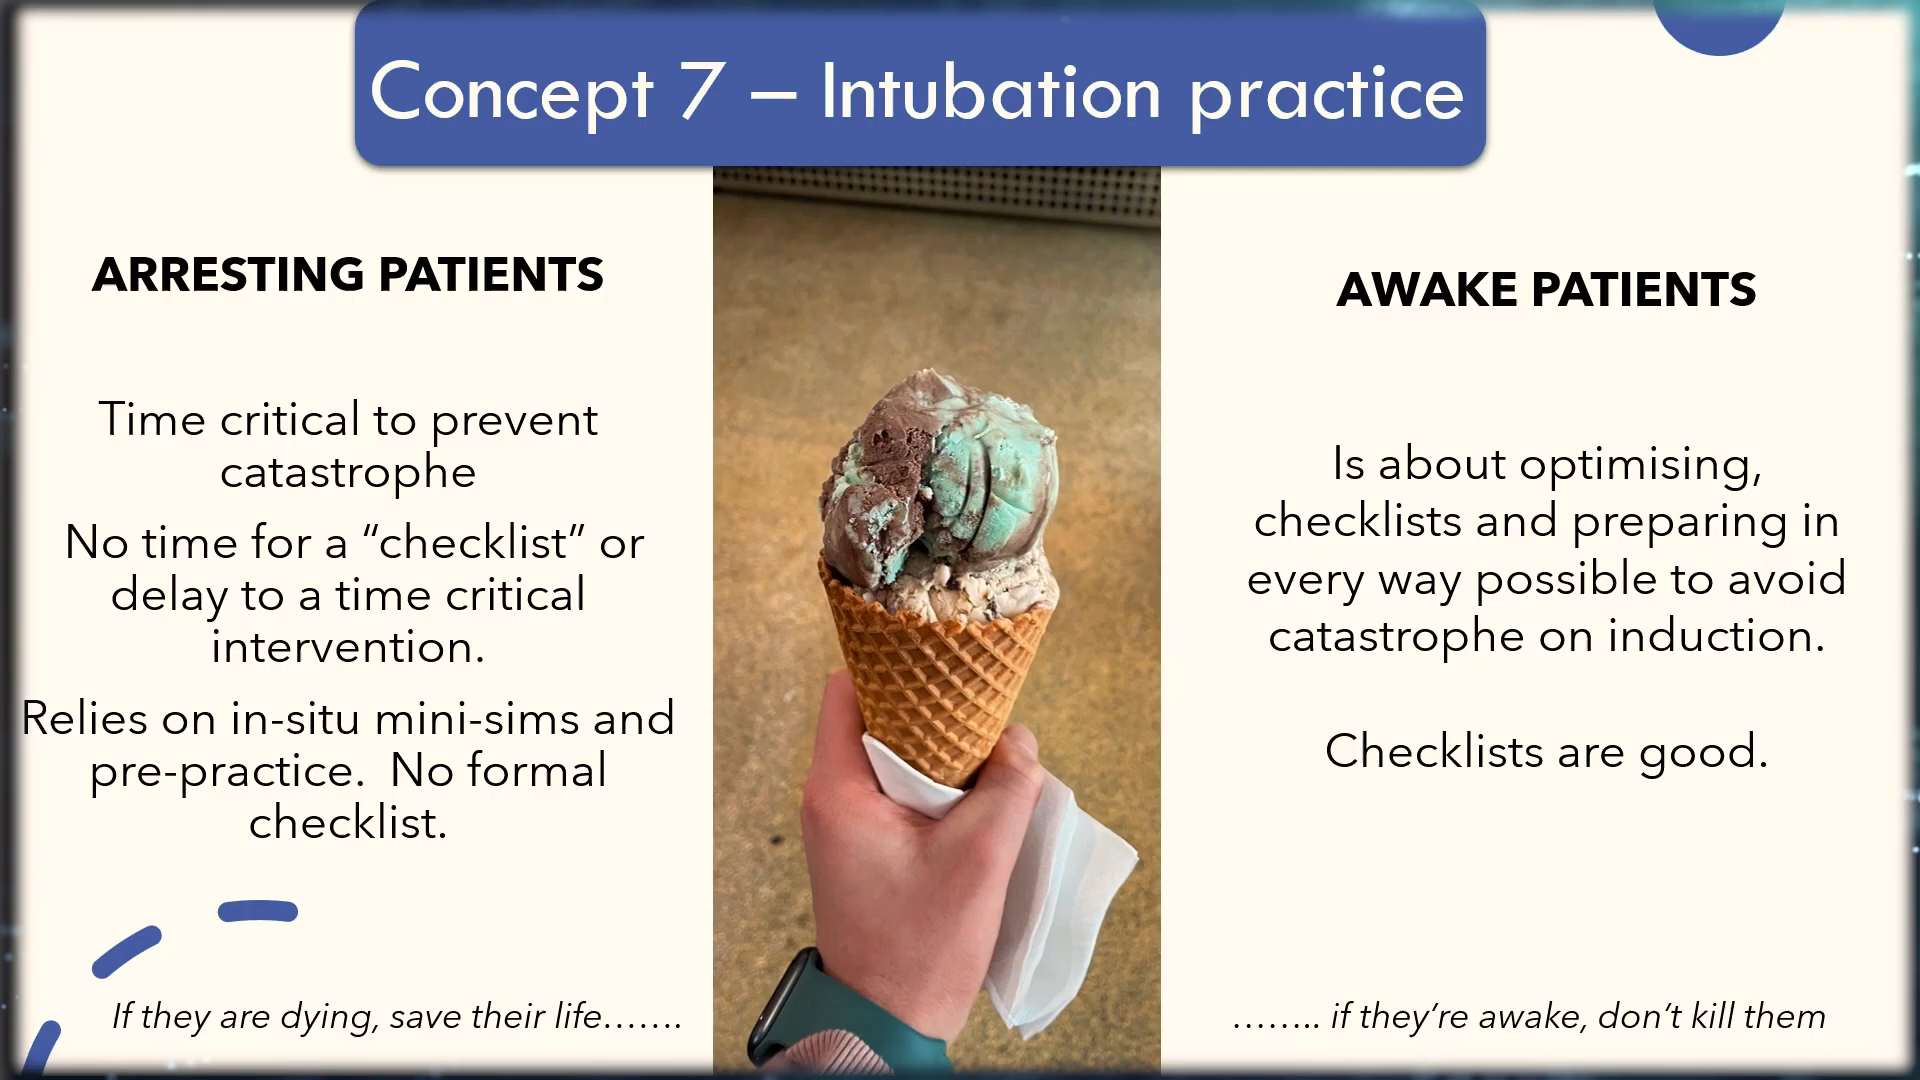 Concept 7 – Intubation practice
ARRESTING PATIENTS
Time critical to prevent
catastrophe
No time for a “checklist” or
delay to a time critical
intervention.
Relies on in-situ mini-sims and
pre-practice.  No formal
checklist.
If they are dying, save their life…….
AWAKE PATIENTS
Is about optimising,
checklists and preparing in
every way possible to avoid
catastrophe on induction.
Checklists are good.
…….. if they’re awake, don’t kill them